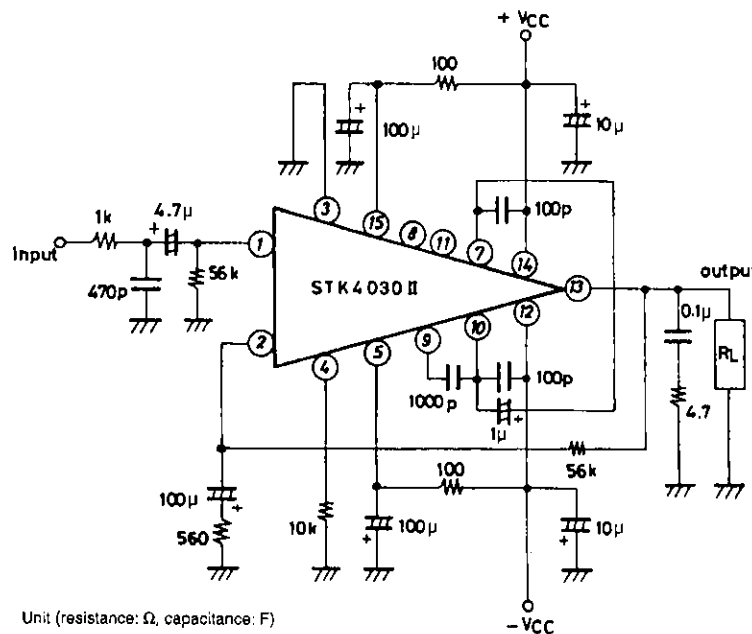 + VCC
100
100µ
+
+
10µ
3
15
8
11
7
100p
14
1k
4.7µ
+
Input
1
470p
56k
STK4030II
13
output
0.1µ
RL
4.7
2
4
5
9
10
12
1000p
100p
1µ
+
56k
100µ
+
560
10k
100
100µ
+
10µ
+
- VCC
Unit (resistance: Ω, capacitance: F)